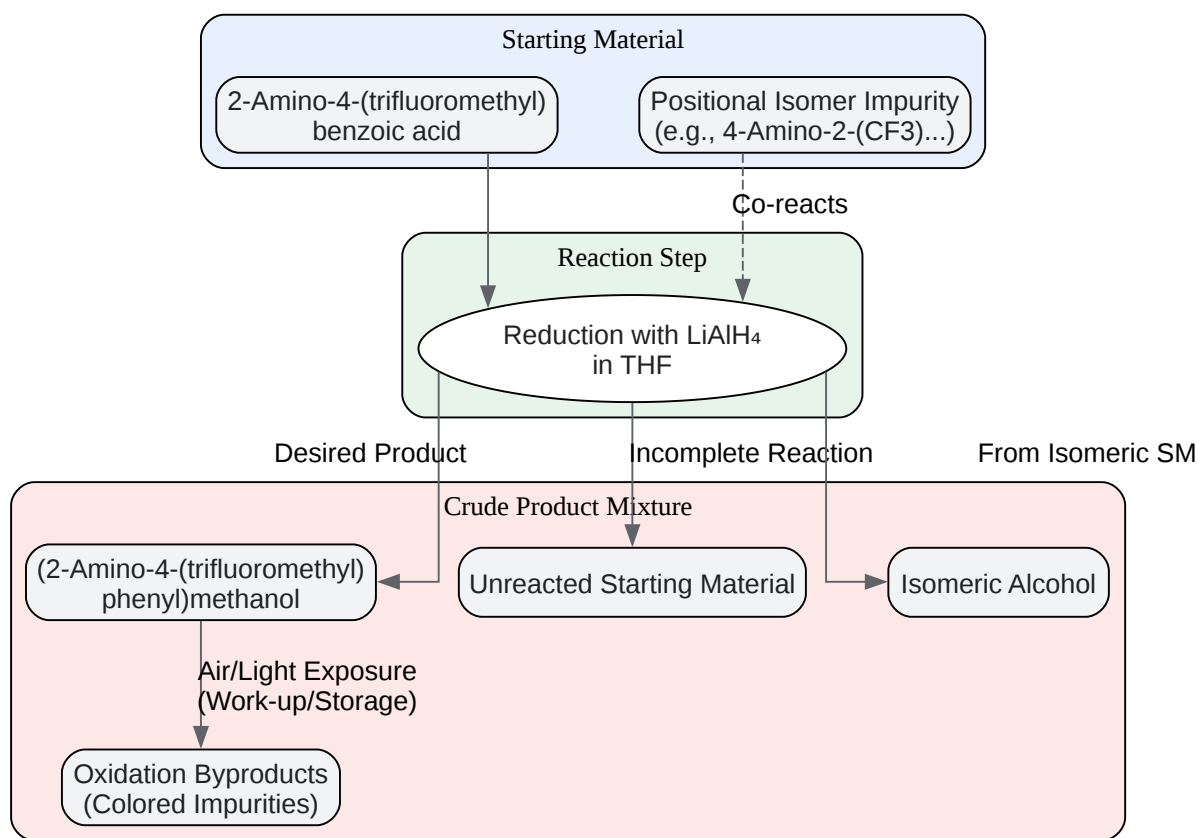 Starting Material
2-Amino-4-(trifluoromethyl)
benzoic acid
Positional Isomer Impurity
(e.g., 4-Amino-2-(CF3)...)
Co-reacts
Reaction Step
Reduction with LiAlH₄
in THF
Desired Product
Incomplete Reaction
From Isomeric SM
Crude Product Mixture
(2-Amino-4-(trifluoromethyl)
phenyl)methanol
Unreacted Starting Material
Isomeric Alcohol
Air/Light Exposure
(Work-up/Storage)
Oxidation Byproducts
(Colored Impurities)